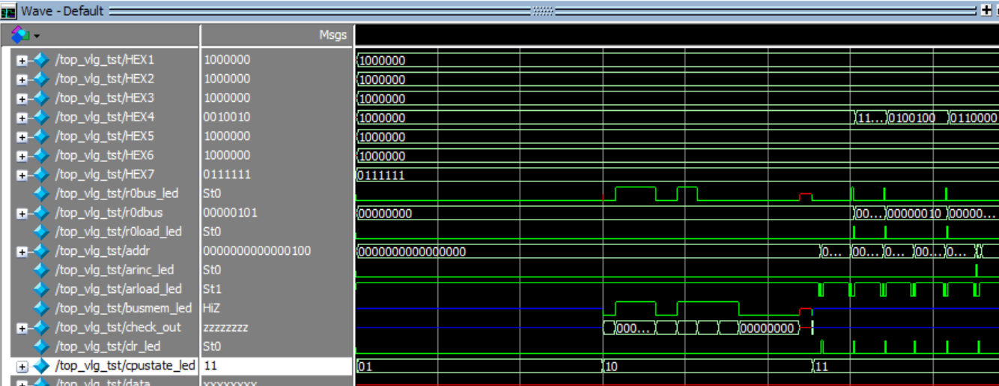 Wave - Default
Msgs
/top_vlg_tst/HEX1 1000000 1000000
/top_vlg_tst/HEX2 1000000 1000000
/top_vlg_tst/HEX3 1000000 1000000
/top_vlg_tst/HEX4 0010010 1000000 11... 0100100 0110000
/top_vlg_tst/HEX5 1000000 1000000
/top_vlg_tst/HEX6 1000000 1000000
/top_vlg_tst/HEX7 0111111 0111111
/top_vlg_tst/r0bus_led St0
/top_vlg_tst/r0dbus 00000101 00000000 00... 00000010 00000...
/top_vlg_tst/r0load_led St0
/top_vlg_tst/addr 0000000000000100 0000000000000000 0... 00... 0... 00... 0...
/top_vlg_tst/arinc_led St0
/top_vlg_tst/arload_led St1
/top_vlg_tst/busmem_led HiZ
/top_vlg_tst/check_out zzzzzzzz 000... 00000000
/top_vlg_tst/clr_led St0
/top_vlg_tst/cpustate_led 11 01 10 11
/top_vlg_tst/data xxxxxxxx